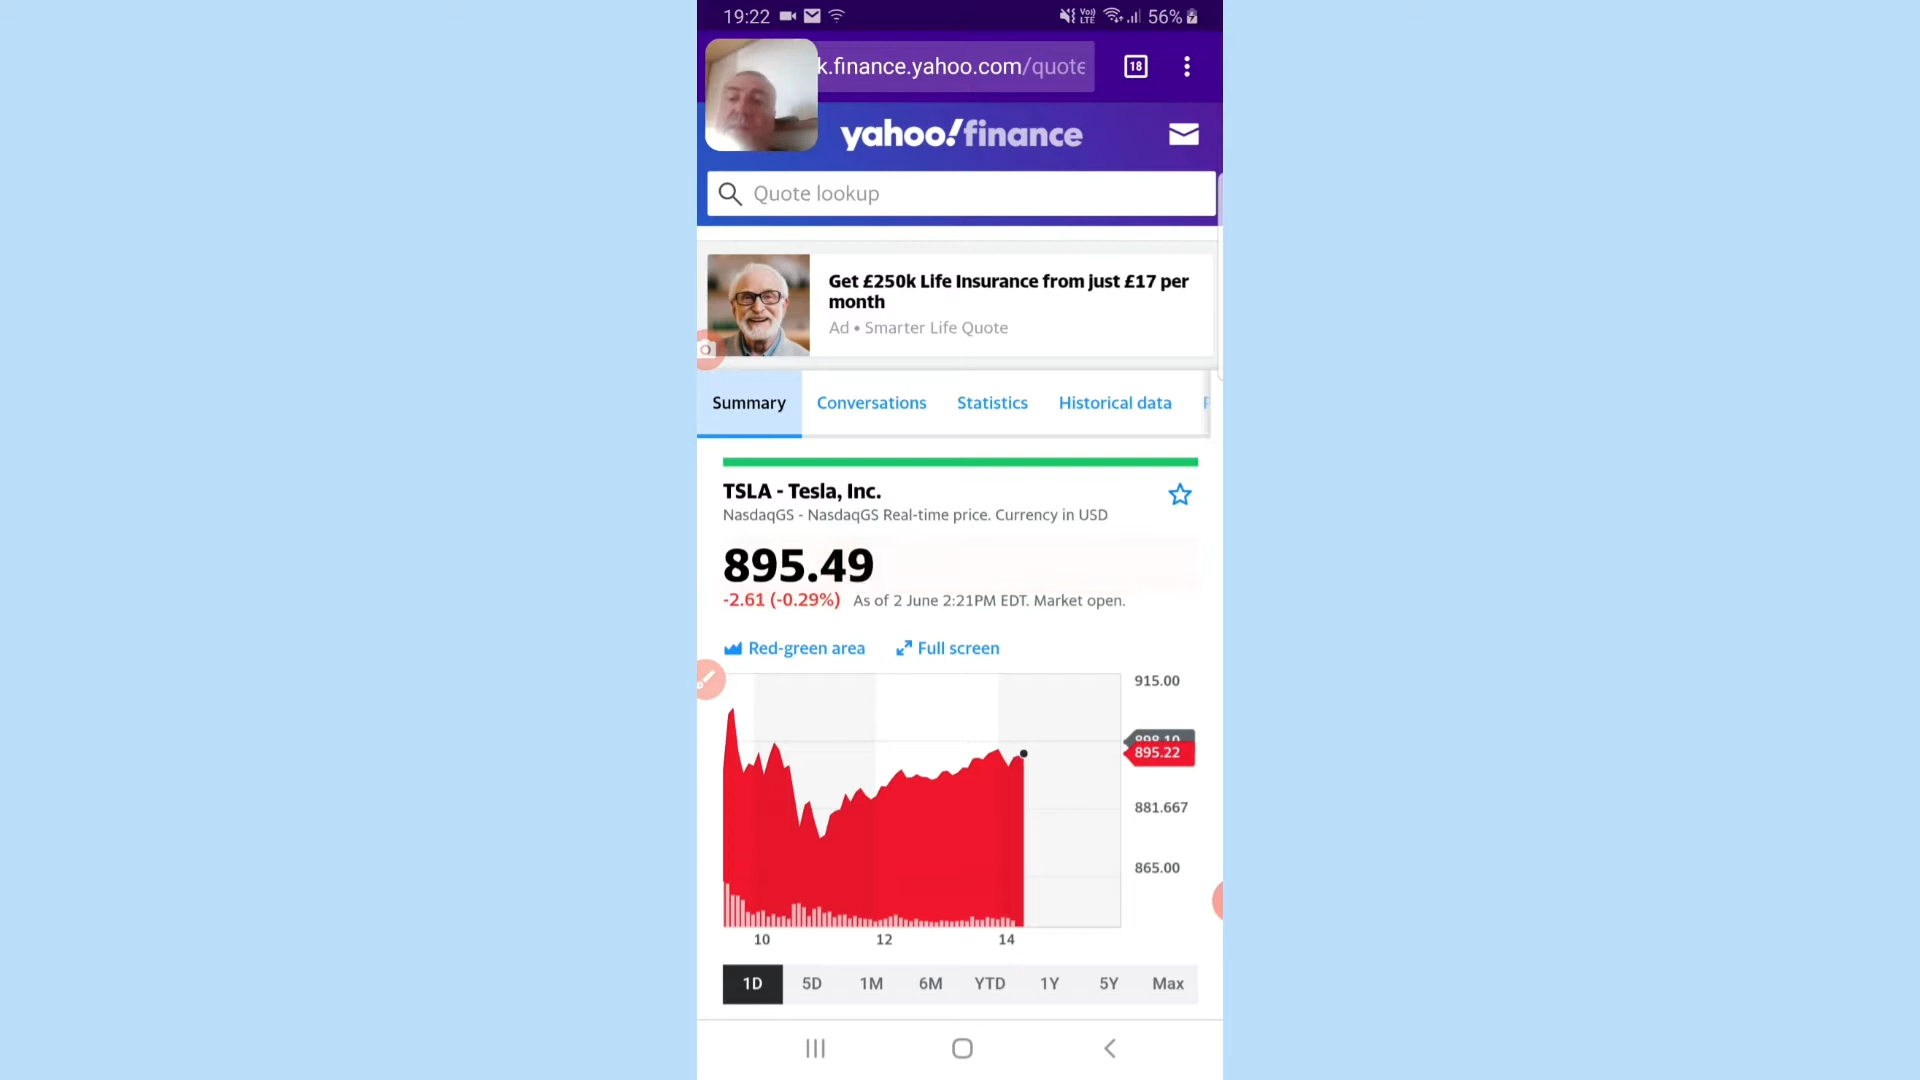 19:22
Vo)) LTE
56%
k.finance.yahoo.com/quote
18
yahoo!finance
Quote lookup
Get £250k Life Insurance from just £17 per
month
Ad • Smarter Life Quote
Summary Conversations Statistics Historical data
TSLA - Tesla, Inc.
NasdaqGS - NasdaqGS Real-time price. Currency in USD
895.49
-2.61 (-0.29%) As of 2 June 2:21PM EDT. Market open.
Red-green area Full screen
915.00
898.10
895.22
881.667
865.00
10 12 14
1D 5D 1M 6M YTD 1Y 5Y Max